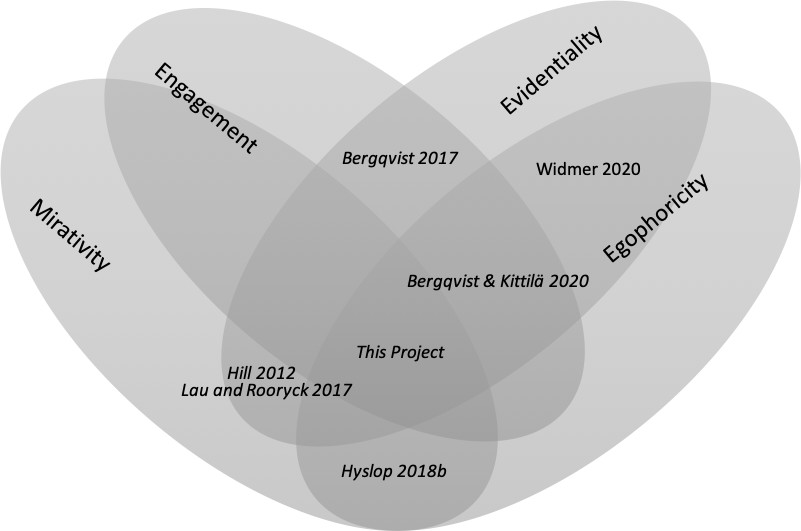 Engagement
Evidentiality
Mirativity
Egophoricity
Bergqvist 2017
Widmer 2020
Bergqvist & Kittilä 2020
This Project
Hill 2012
Lau and Rooryck 2017
Hyslop 2018b